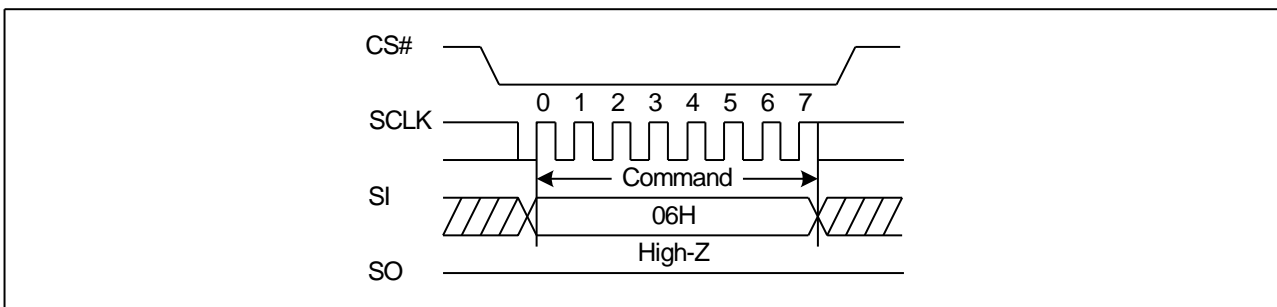 CS#
0 1 2 3 4 5 6 7
SCLK
Command
SI
06H
High-Z
SO